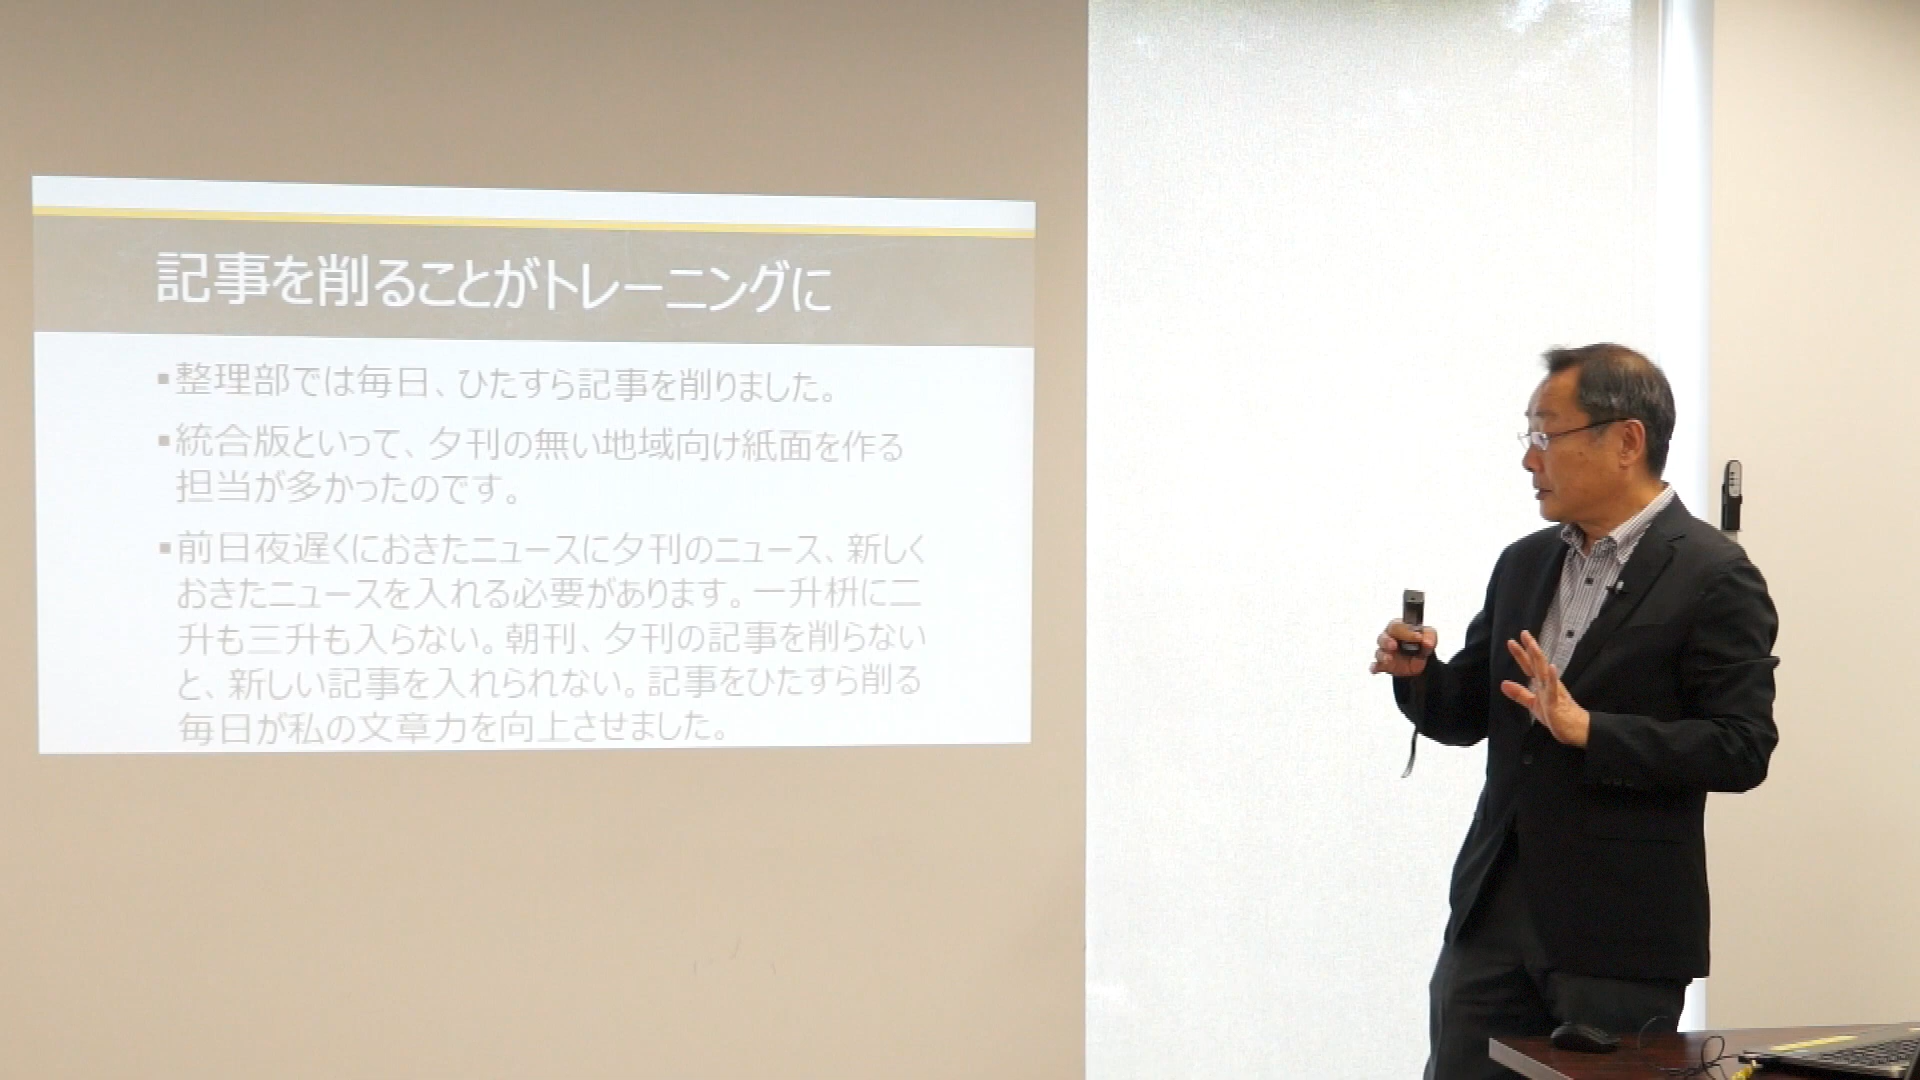 記事を削ることがトレーニングに
▪整理部では毎日、ひたすら記事を削りました。
▪統合版といって、夕刊の無い地域向け紙面を作る
担当が多かったのです。
▪前日夜遅くにおきたニュースに夕刊のニュース、新しく
おきたニュースを入れる必要があります。一升枡に二
升も三升も入らない。朝刊、夕刊の記事を削らない
と、新しい記事を入れられない。記事をひたすら削る
毎日が私の文章力を向上させました。